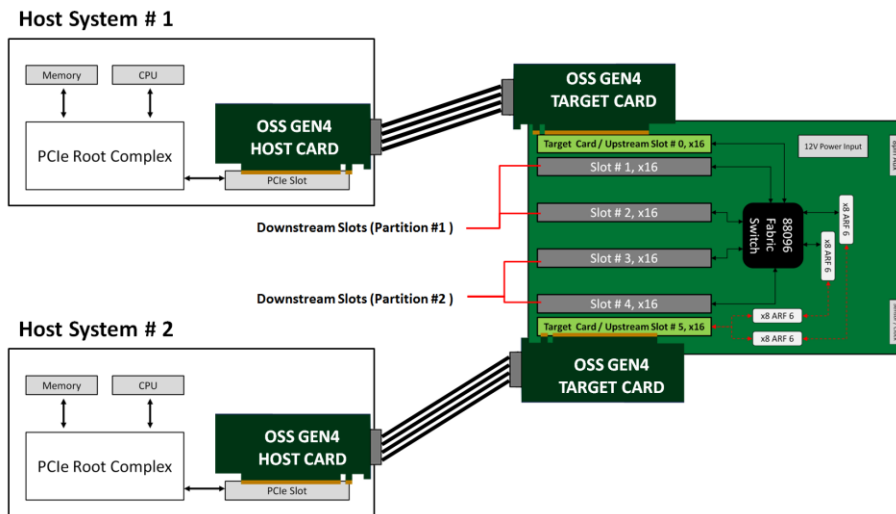 Host System # 1
Memory
CPU
PCIe Root Complex
OSS GEN4
HOST CARD
PCIe Slot
OSS GEN4
TARGET CARD
Target Card / Upstream Slot # 0, x16
Slot # 1, x16
Slot # 2, x16
Slot # 3, x16
Slot # 4, x16
Target Card / Upstream Slot # 5, x16
12V Power Input
88096
Fabric
Switch
x8 ARF 6
x8 ARF 6
x8 ARF 6
x8 ARF 6
Downstream Slots (Partition #1 )
Downstream Slots (Partition #2 )
OSS GEN4
TARGET CARD
Host System # 2
Memory
CPU
PCIe Root Complex
OSS GEN4
HOST CARD
PCIe Slot